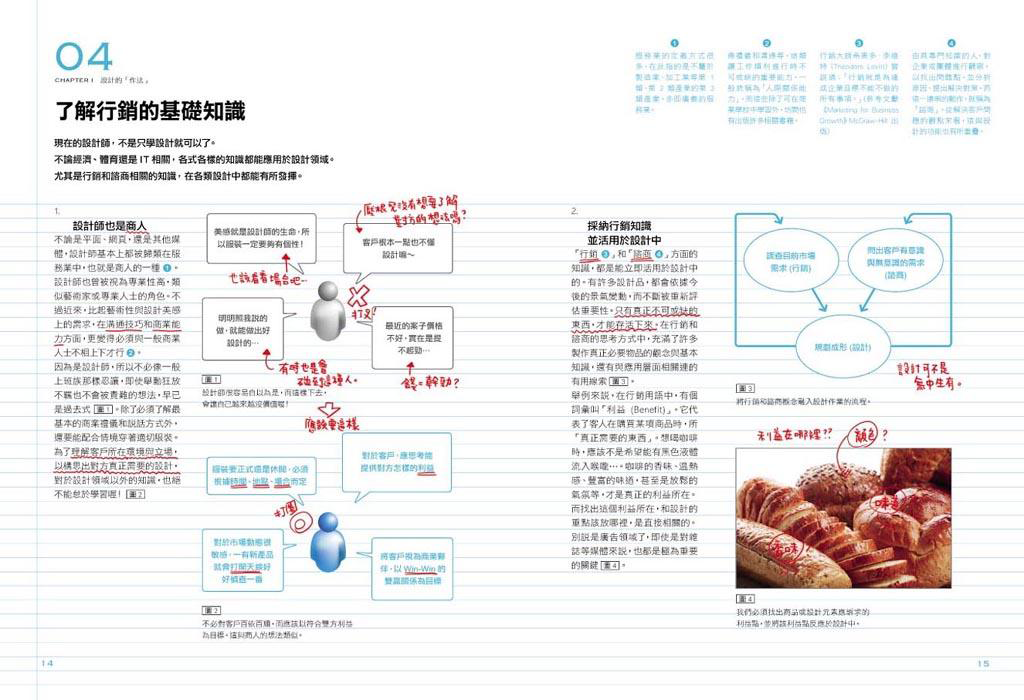 04
CHAPTER 1 設計的「作法」
了解行銷的基礎知識
現在的設計師，不是只學設計就可以了。
不論經濟、體育還是 IT 相關，各式各樣的知識都能應用於設計領域。
尤其是行銷和諮商相關的知識，在各類設計中都能有所發揮。
1
服務業的定義方式很
多，在此指的是不屬於
製造業、加工業等第 1
類、第 2 類產業的第 3
類產業，亦即廣義的服
務業。
2
讓工作順利進行時不
可或缺的重要能力，一
般統稱為「人際關係能
力」。而這些除了可在商
業學校中學習外，坊間也
有出版許多相關書籍。
3
行銷大師希奧多・李維
特 (Theodore Levitt) 曾
說過，「行銷就是為達
成企業目標不能不做的
所有事項。」(參考文獻
《Marketing for Business
Growth》McGraw-Hill 出
版)
4
由具專門知識的人，對
企業或團體進行觀察，
以找出問題點，並分析
原因、提出解決對策。而
這一連串的動作，就稱為
「諮商」。從解決客戶問
題的觀點來看，這與設
計的功能也有所重疊。
1.
設計師也是商人
不論是平面、網頁，還是其他媒
體，設計師基本上都被歸類在服
務業中，也就是商人的一種 1 。
設計師也曾被視為專業性高，類
似藝術家或專業人士的角色。不
過近來，比起藝術性與設計美感
上的需求，在溝通技巧和商業能
力方面，更變得必須與一般商業
人士不相上下才行 2 。
因為是設計師，所以不必像一般
上班族那樣忍讓，即使舉動狂放
不羈也不會被責難的想法，早已
是過去式 圖1 。除了必須了解最
基本的商業禮儀和說話方式外，
還要能配合情境穿著適切服裝。
為了理解客戶所在環境與立場，
以構思出對方真正需要的設計，
對於設計領域以外的知識，也絕
不能怠於學習喔！ 圖2
美感就是設計師的生命，所
以服裝一定要夠有個性！
也該看看場合吧…
壓根兒沒有想要了解
對方的想法嗎？
客戶根本一點也不懂
設計嘛～
打叉！
明明照我說的
做，就能做出好
設計的…
有時也是會
碰到這種人。
最近的案子價格
不好，實在是提
不起勁…
錢＝幹勁？
圖1
設計師很容易自以為是，而這樣下去，
會讓自己越來越沒價值喔！
應該要這樣
服裝要正式還是休閒，必須
根據時間、地點、場合而定
對於客戶，應思考能
提供對方怎樣的利益
打圈
對於市場動態很
敏感，一有新產品
就會打開天線好
好偵查一番
將客戶視為商業夥
伴，以 Win-Win 的
雙贏關係為目標
圖2
不必對客戶百依百順，而應該以符合雙方利益
為目標。這與商人的想法類似。
14
2.
採納行銷知識
並活用於設計中
「行銷 3 」和「諮商 4 」方面的
知識，都是能立即活用於設計中
的。有許多設計品，都會依據今
後的景氣變動，而不斷被重新評
估重要性。只有真正不可或缺的
東西，才能存活下來。在行銷和
諮商的思考方式中，充滿了許多
製作真正必要物品的觀念與基本
知識，還有與應用層面相關連的
有用線索 圖3 。
舉例來說，在行銷用語中，有個
詞彙叫「利益 (Benefit)」。它代
表了客人在購買某項商品時，所
「真正需要的東西」。想喝咖啡
時，應該不是希望能有黑色液體
流入喉嚨…。咖啡的香味、溫熱
感、豐富的味道，甚至是放鬆的
氣氛等，才是真正的利益所在。
而找出這個利益所在，和設計的
重點該放哪裡，是直接相關的。
別說是廣告領域了，即使是對雜
誌等媒體來說，也都是極為重要
的關鍵 圖4 。
調查目前市場
需求 (行銷)
問出客戶有意識
與無意識的需求
(諮商)
規劃成形 (設計)
設計可不是
無中生有。
圖3
將行銷和諮商概念融入設計作業的流程。
利益在哪裡??
顏色？
味道？
香味？
圖4
我們必須找出商品或設計元素應訴求的
利益點，並將該利益點反應於設計中。
15